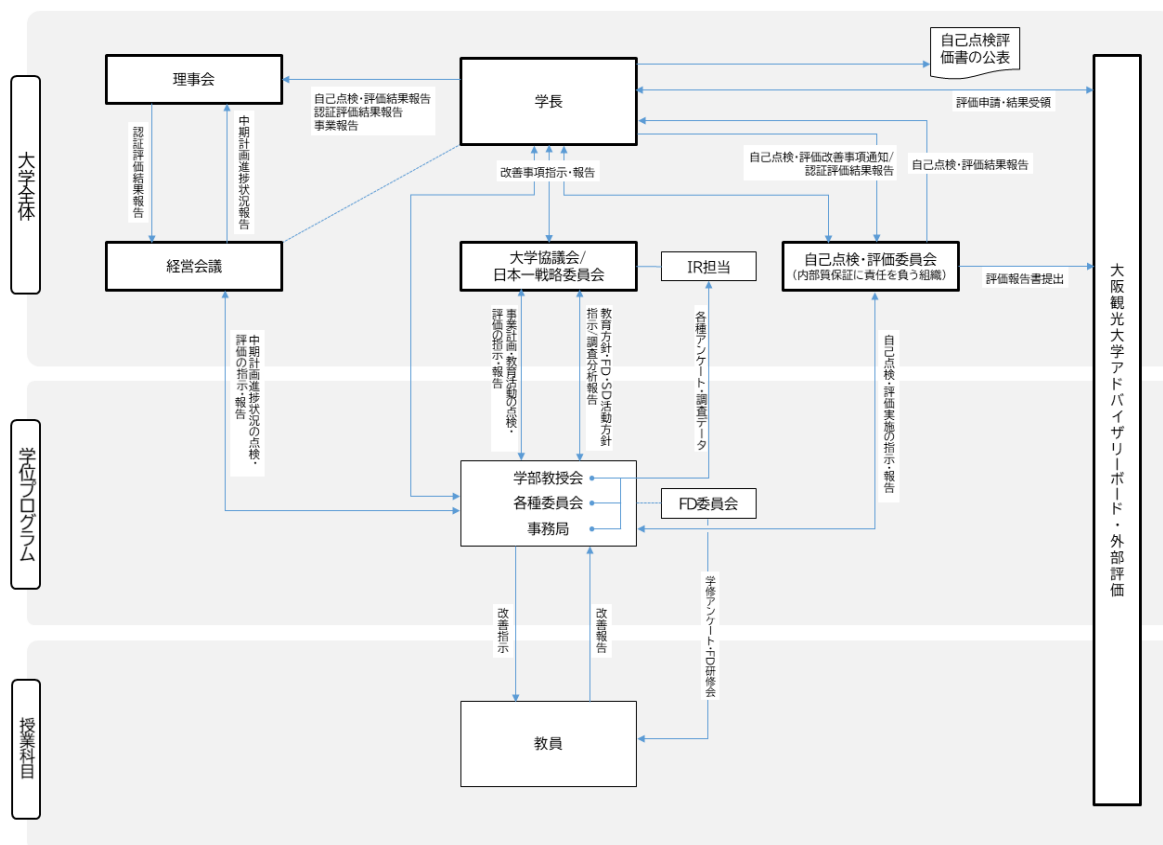 大学全体
理事会
学長
自己点検評
価書の公表
自己点検・評価結果報告
認証評価結果報告
事業報告
評価申請・結果受領
認証評価結果報告
中期計画進捗状況報告
改善事項指示・報告
自己点検・評価改善事項通知/
認証評価結果報告
自己点検・評価結果報告
経営会議
大学協議会/
日本一戦略委員会
IR担当
自己点検・評価委員会
(内部質保証に責任を負う組織)
評価報告書提出
大阪観光大学アドバイザリーボード・外部評価
中期計画進捗状況の点検・
評価の指示・報告
事業計画・教育活動の点検・
評価の指示・報告
教育方針・FD・SD活動方針
指示/調査分析報告
各種アンケート・調査データ
自己点検・評価実施の指示・報告
学位プログラム
学部教授会
各種委員会
事務局
FD委員会
改善指示
改善報告
学修アンケート・FD研修会
授業科目
教員